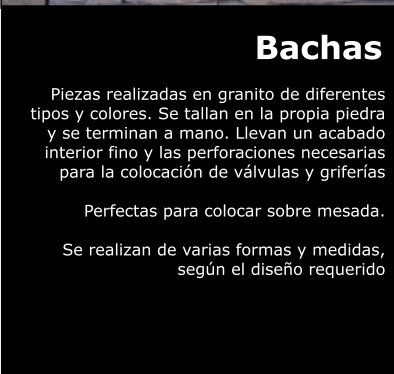 Bachas
Piezas realizadas en granito de diferentes
tipos y colores. Se tallan en la propia piedra
y se terminan a mano. Llevan un acabado
interior fino y las perforaciones necesarias
para la colocación de válvulas y griferías
Perfectas para colocar sobre mesada.
Se realizan de varias formas y medidas,
según el diseño requerido